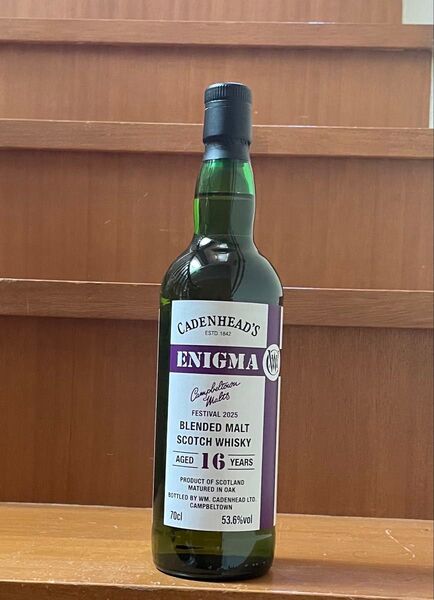 CADENHEAD'S
ESTD. 1842
ENIGMA
Campbeltown
Malts
FESTIVAL 2025
BLENDED MALT
SCOTCH WHISKY
AGED 16 YEARS
PRODUCT OF SCOTLAND
MATURED IN OAK
BOTTLED BY WM. CADENHEAD LTD.
CAMPBELTOWN
70cl 53.6%vol